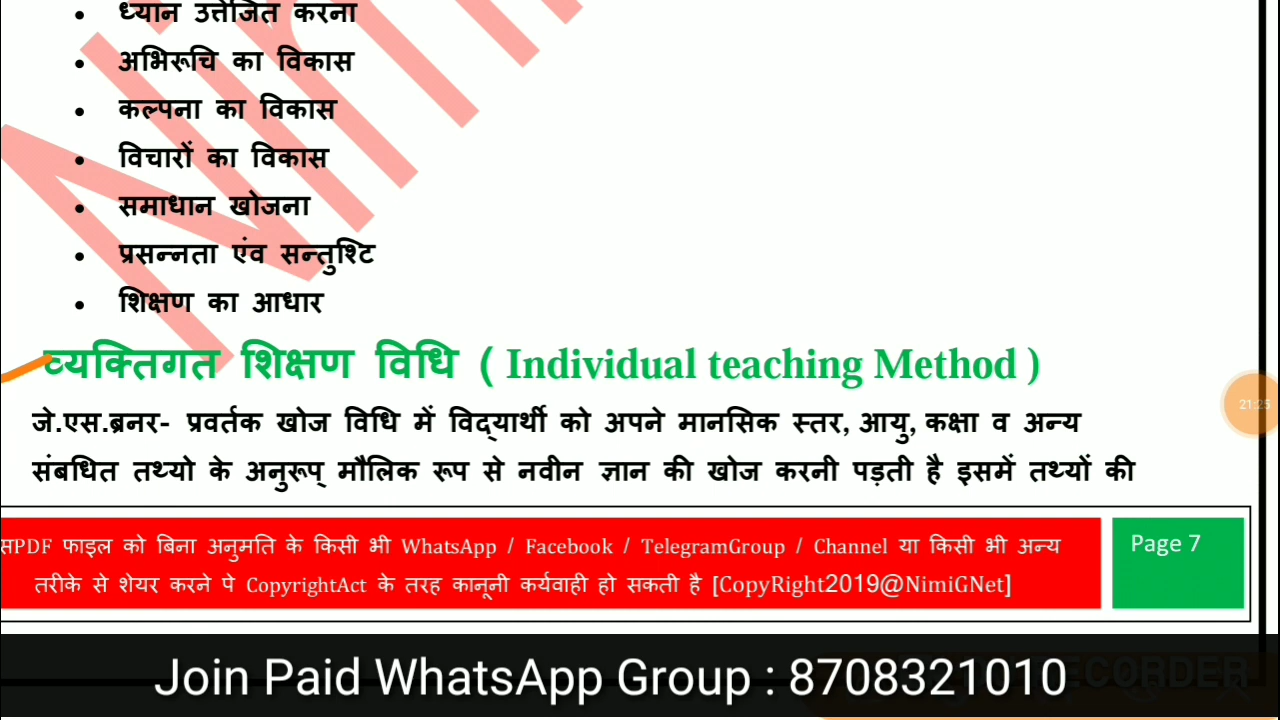 ध्यान उत्तेजित करना
अभिरूचि का विकास
कल्पना का विकास
विचारों का विकास
समाधान खोजना
प्रसन्नता एंव सन्तुश्टि
शिक्षण का आधार
व्यक्तिगत शिक्षण विधि ( Individual teaching Method )
जे.एस.ब्रनर- प्रवर्तक खोज विधि में विद्यार्थी को अपने मानसिक स्तर, आयु, कक्षा व अन्य
संबधित तथ्यो के अनुरूप् मौलिक रूप से नवीन ज्ञान की खोज करनी पड़ती है इसमें तथ्यों की
21:25
सPDF फाइल को बिना अनुमति के किसी भी WhatsApp / Facebook / TelegramGroup / Channel या किसी भी अन्य
तरीके से शेयर करने पे CopyrightAct के तरह कानूनी कर्यवाही हो सकती है [CopyRight2019@NimiGNet]
Page 7
Join Paid WhatsApp Group : 8708321010
RECORDER